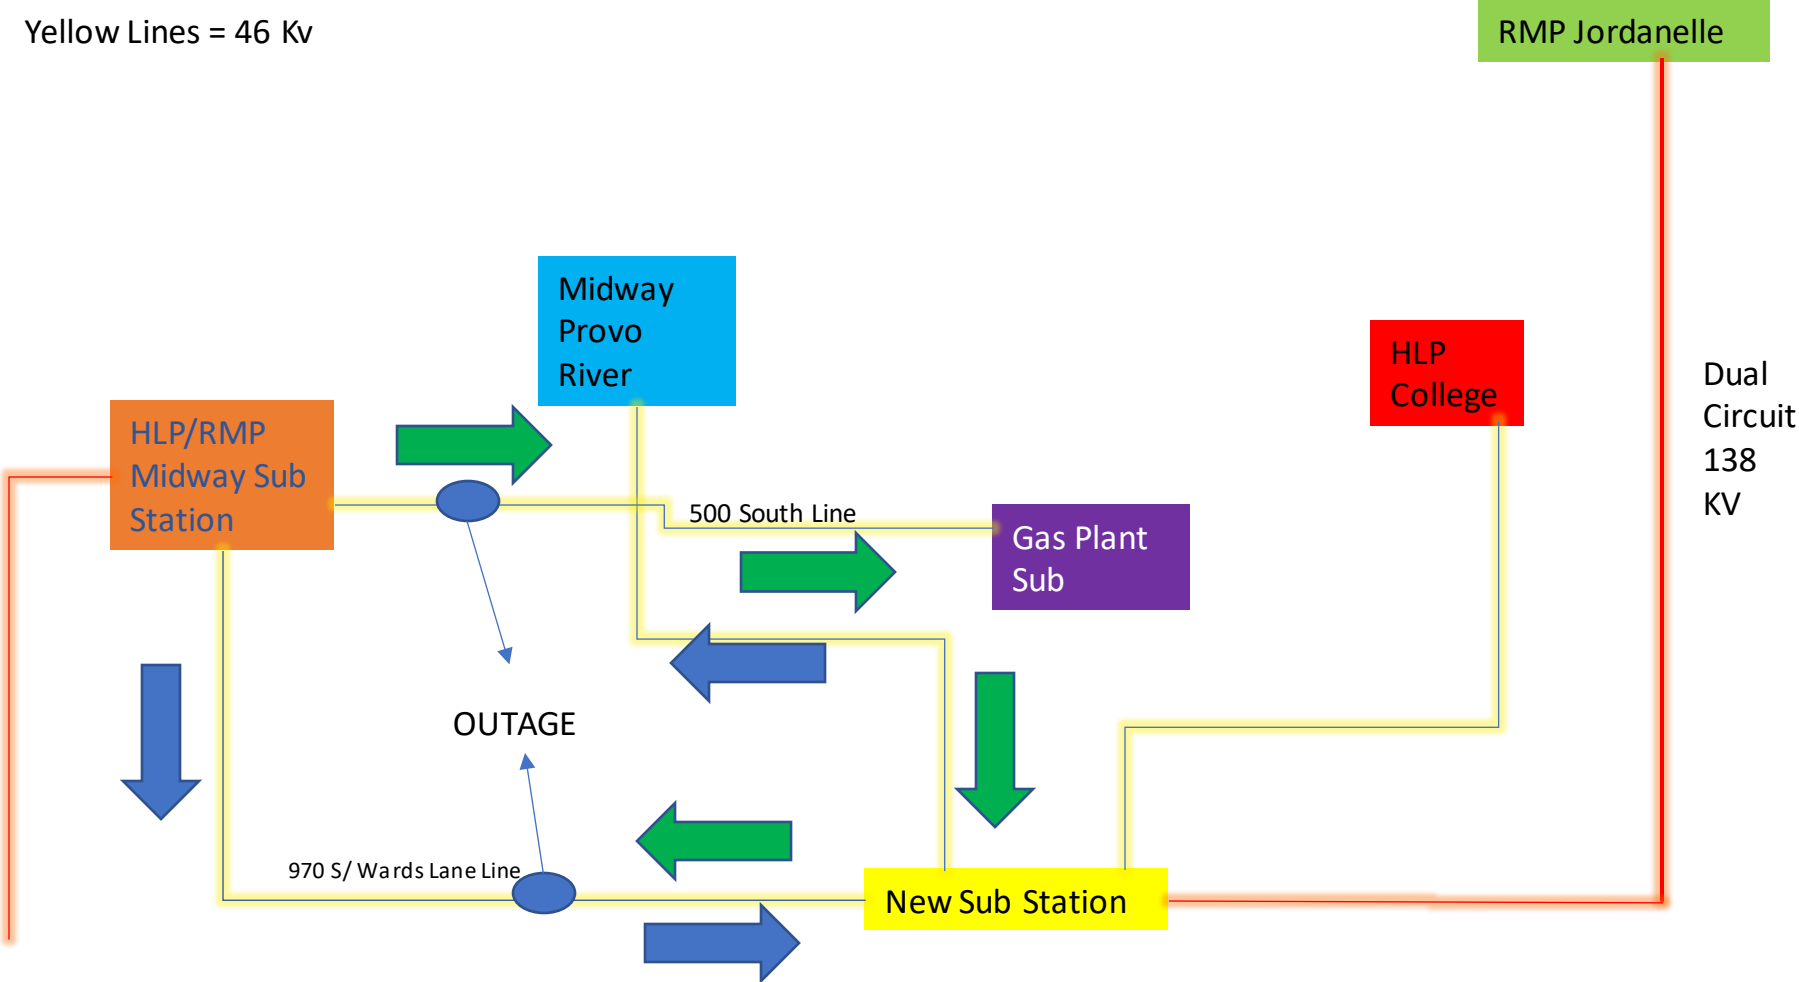 Yellow Lines = 46 Kv
RMP Jordanelle
Midway
Provo
River
HLP
College
Dual
Circuit
138
KV
HLP/RMP
Midway Sub
Station
500 South Line
Gas Plant
Sub
OUTAGE
970 S/ Wards Lane Line
New Sub Station